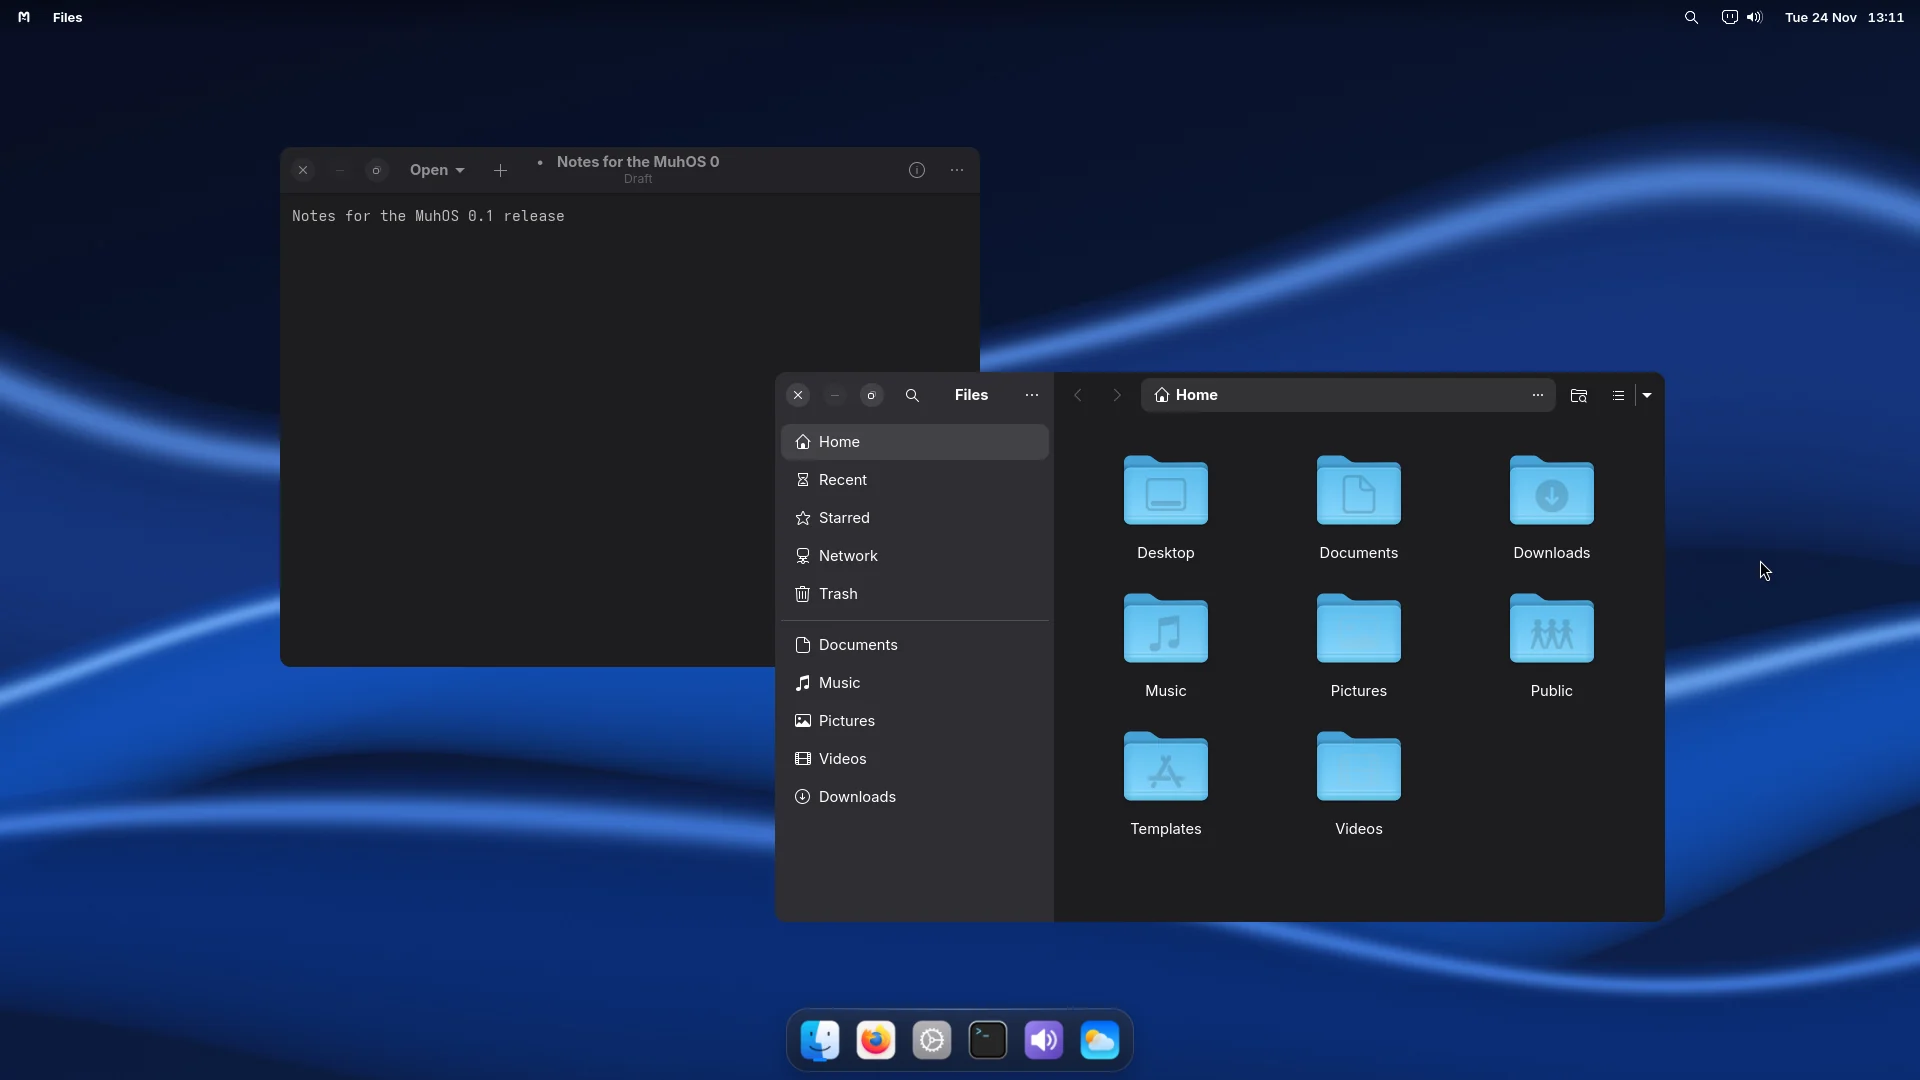 Files
Tue 24 Nov 13:11
Open
Notes for the MuhOS 0
Draft
Notes for the MuhOS 0.1 release
Files
Home
Home
Recent
Starred
Network
Trash
Documents
Music
Pictures
Videos
Downloads
Desktop
Documents
Downloads
Music
Pictures
Public
Templates
Videos